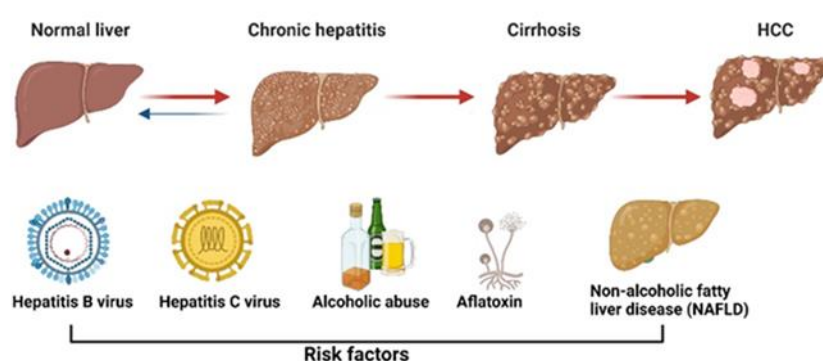 Normal liver
Chronic hepatitis
Cirrhosis
HCC
Hepatitis B virus
Hepatitis C virus
Alcoholic abuse
Aflatoxin
Non-alcoholic fatty
liver disease (NAFLD)
Risk factors